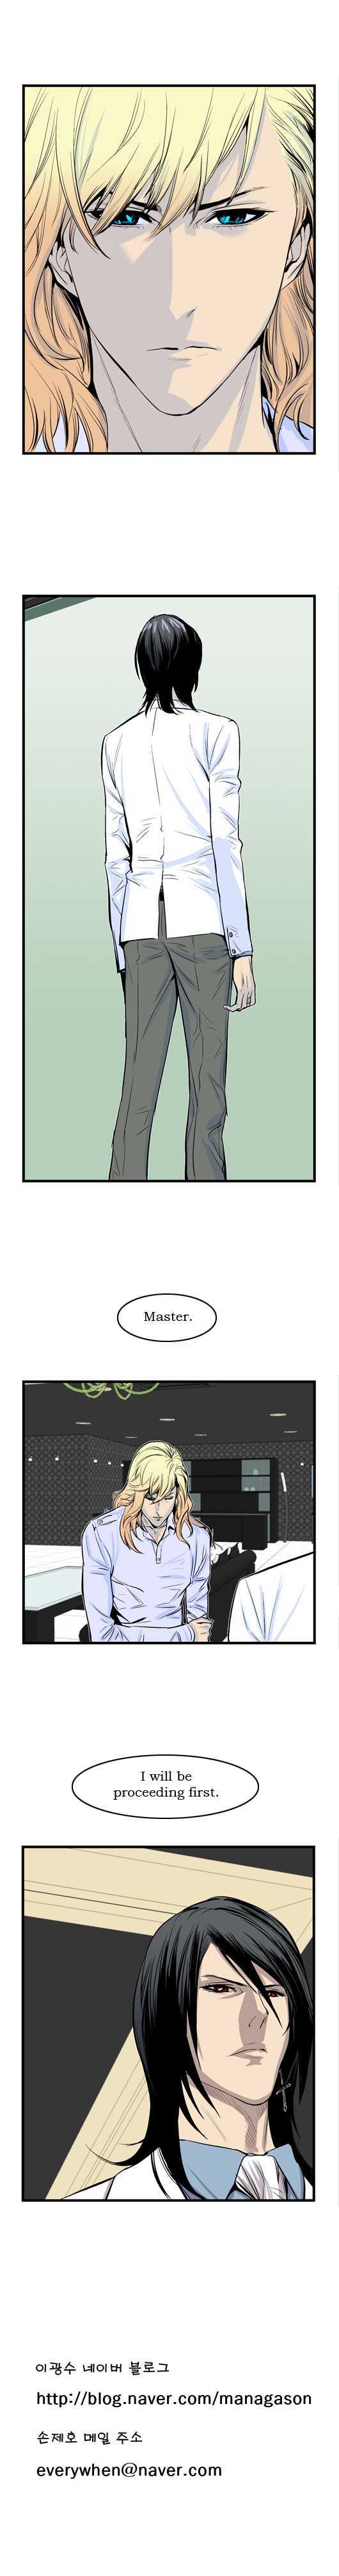 Master.
I will be
proceeding first.
이광수 네이버 블로그
http://blog.naver.com/managason
손제호 메일 주소
everywhen@naver.com